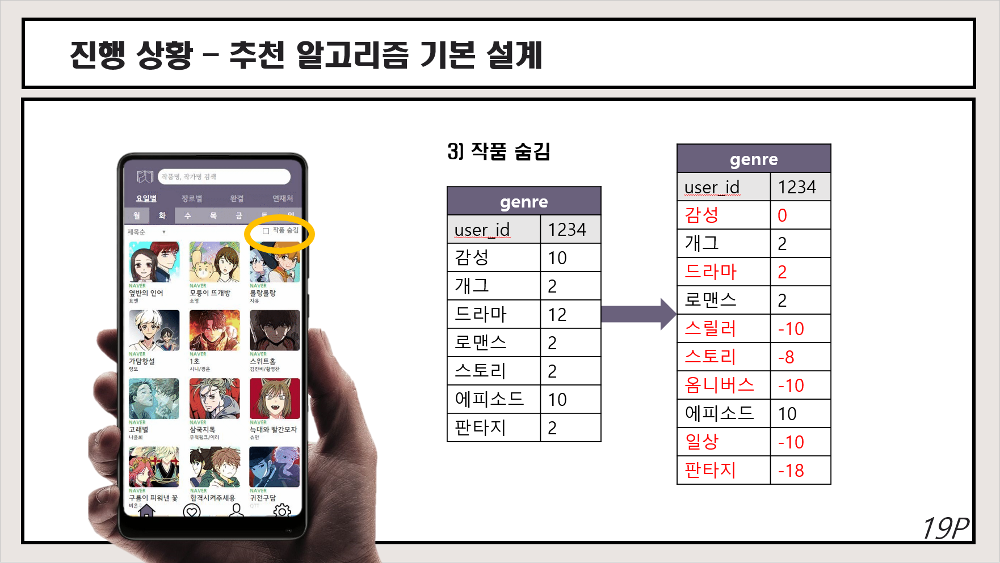 진행 상황 – 추천 알고리즘 기본 설계
작품명, 작가명 검색
요일별 장르별 완결 연재처
월 화 수 목 금 토 일
제목순 ▼ 작품 숨김
NAVER NAVER NAVER
옆반의 인어 모퉁이 뜨개방 롤랑롤랑
요엔 소영 자유
NAVER NAVER NAVER
가담항설 1초 스위트홈
랑또 시니/광운 김칸비/황영찬
NAVER NAVER NAVER
고래별 삼국지톡 늑대와 빨간모자
나윤희 무적핑크/이리 슈안
NAVER NAVER NAVER
구름이 피워낸 꽃 합격시켜주세용 귀전구담
비온 QTT
3) 작품 숨김
genre
user_id 1234
감성 10
개그 2
드라마 12
로맨스 2
스토리 2
에피소드 10
판타지 2
genre
user_id 1234
감성 0
개그 2
드라마 2
로맨스 2
스릴러 -10
스토리 -8
옴니버스 -10
에피소드 10
일상 -10
판타지 -18
19P